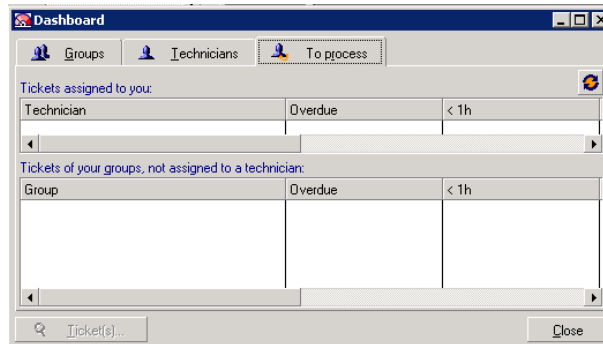 Dashboard
Groups Technicians To process
Tickets assigned to you:
Technician Overdue < 1h
Tickets of your groups, not assigned to a technician:
Group Overdue < 1h
Ticket(s)... Close